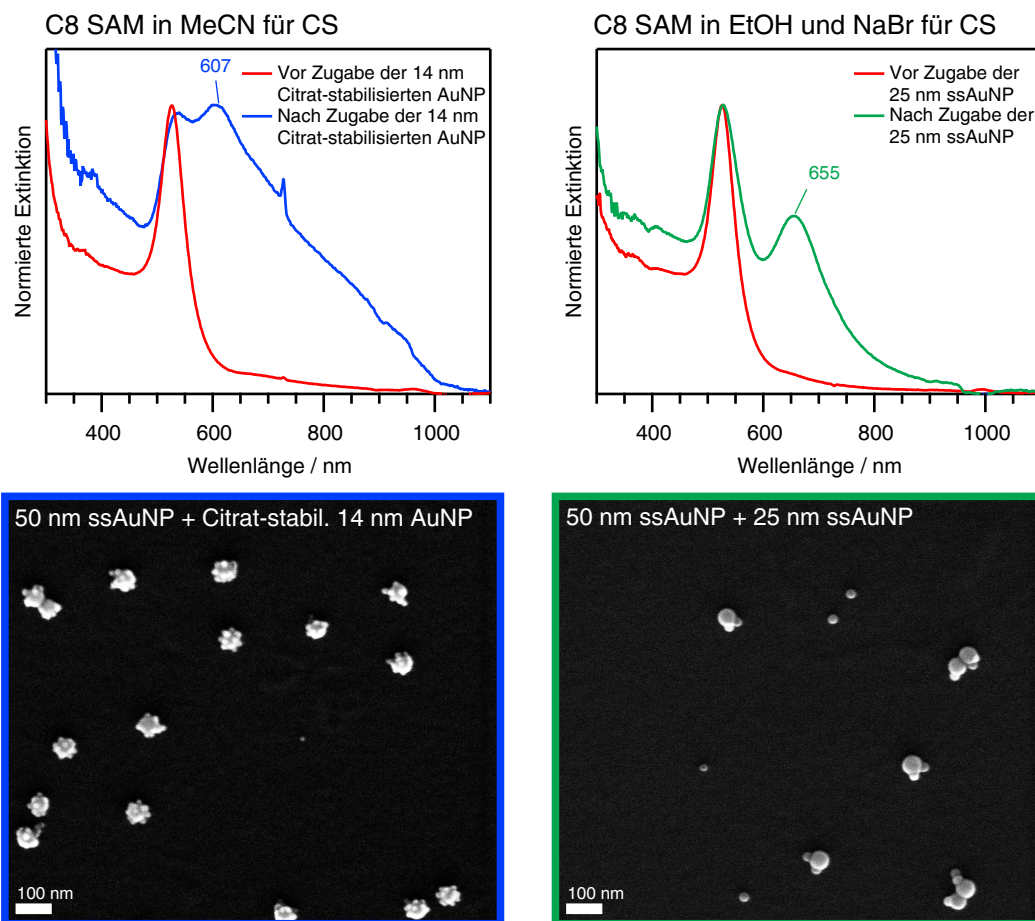 C8 SAM in MeCN für CS
607
Vor Zugabe der 14 nm
Citrat-stabilisierten AuNP
Nach Zugabe der 14 nm
Citrat-stabilisierten AuNP
Normierte Extinktion
400 600 800 1000
Wellenlänge / nm
C8 SAM in EtOH und NaBr für CS
Vor Zugabe der
25 nm ssAuNP
Nach Zugabe der
25 nm ssAuNP
655
Normierte Extinktion
400 600 800 1000
Wellenlänge / nm
50 nm ssAuNP + Citrat-stabil. 14 nm AuNP
100 nm
50 nm ssAuNP + 25 nm ssAuNP
100 nm